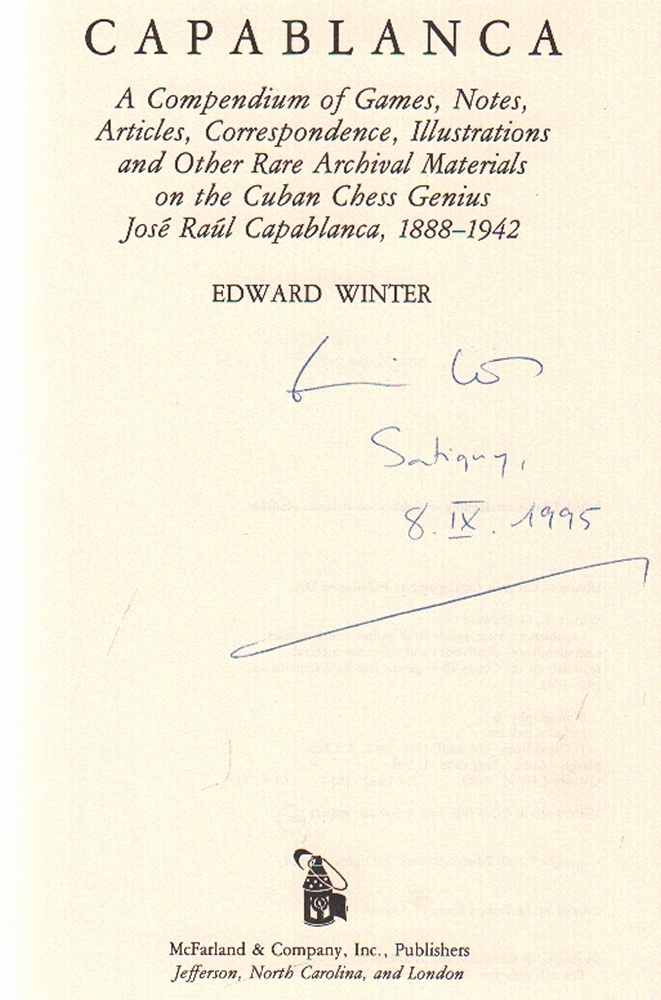 CAPABLANCA
A Compendium of Games, Notes,
Articles, Correspondence, Illustrations
and Other Rare Archival Materials
on the Cuban Chess Genius
José Raúl Capablanca, 1888–1942
EDWARD WINTER
Satigny,
8. IX. 1995
McFarland & Company, Inc., Publishers
Jefferson, North Carolina, and London